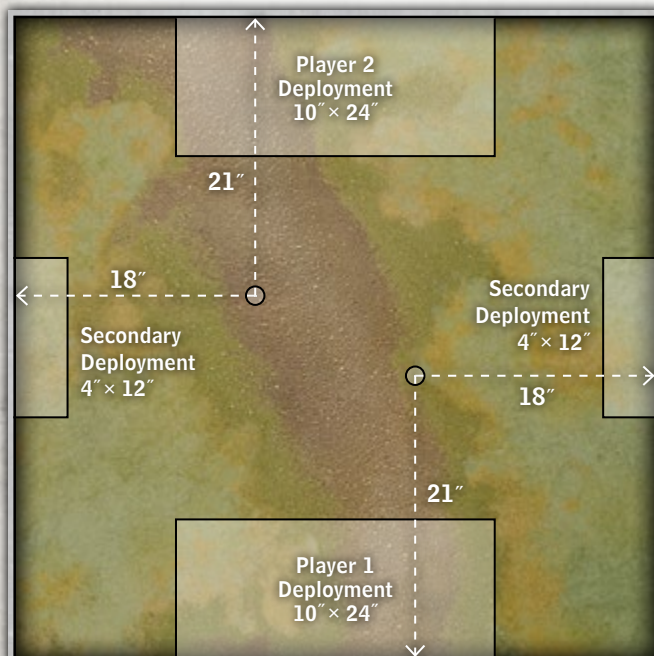 Player 2
Deployment
10″ × 24″
21″
18″
Secondary
Deployment
4″ × 12″
Secondary
Deployment
4″ × 12″
18″
21″
Player 1
Deployment
10″ × 24″